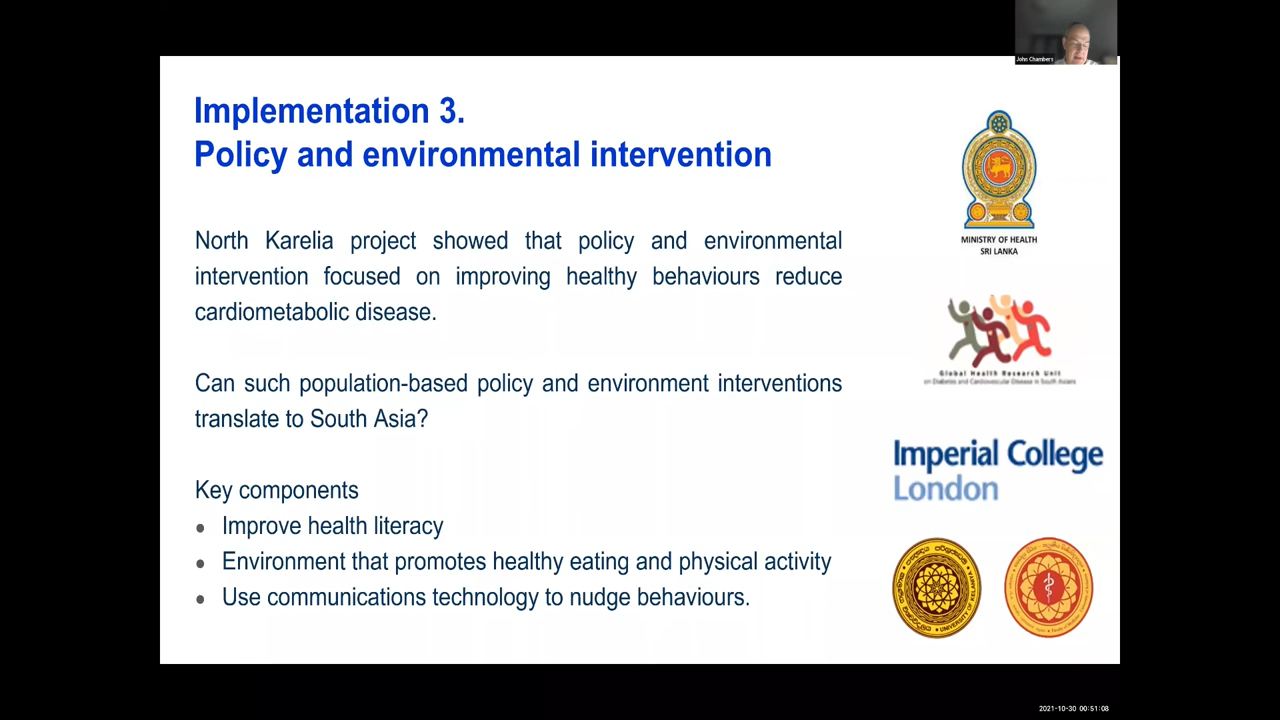 John Chambers
Implementation 3.
Policy and environmental intervention
North Karelia project showed that policy and environmental
intervention focused on improving healthy behaviours reduce
cardiometabolic disease.
Can such population-based policy and environment interventions
translate to South Asia?
Key components
• Improve health literacy
• Environment that promotes healthy eating and physical activity
• Use communications technology to nudge behaviours.
MINISTRY OF HEALTH
SRI LANKA
Global Health Research Unit
on Diabetes and Cardiovascular Disease in South Asians
Imperial College
London
UNIVERSITY OF KELANIYA
2021-10-30 00:51:08